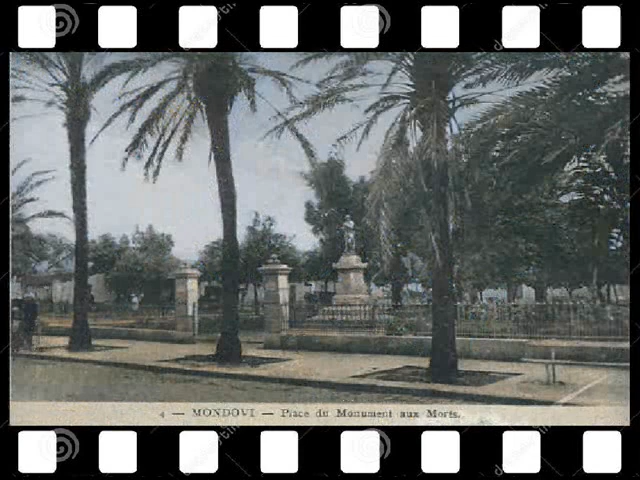 4 — MONDOVI — Place du Monument aux Morts.